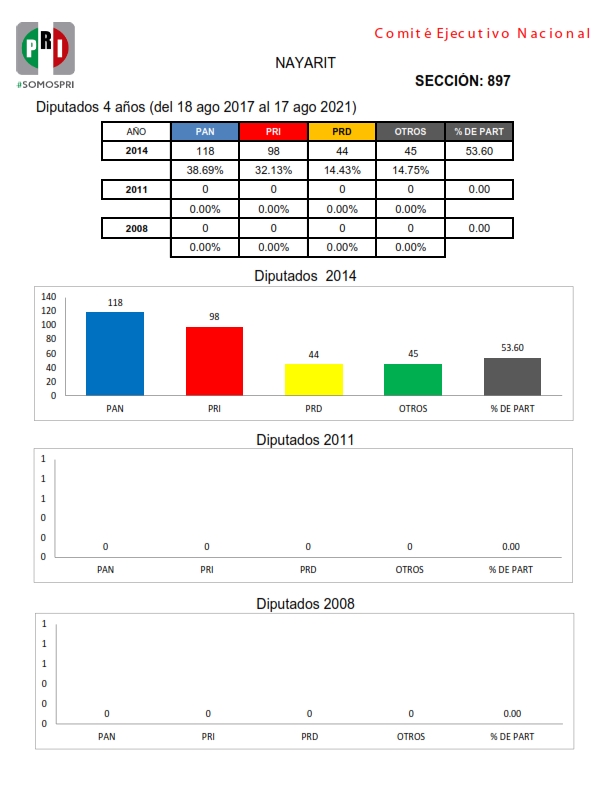 Comité Ejecutivo Nacional
PRI
#SOMOSPRI
NAYARIT
SECCIÓN: 897
Diputados 4 años (del 18 ago 2017 al 17 ago 2021)
AÑO PAN PRI PRD OTROS % DE PART
2014 118 98 44 45 53.60
38.69% 32.13% 14.43% 14.75%
2011 0 0 0 0 0.00
0.00% 0.00% 0.00% 0.00%
2008 0 0 0 0 0.00
0.00% 0.00% 0.00% 0.00%
Diputados 2014
140
120
100
80
60
40
20
0
118 98 44 45 53.60
PAN PRI PRD OTROS % DE PART
Diputados 2011
1
1
1
0
0
0
0 0 0 0 0.00
PAN PRI PRD OTROS % DE PART
Diputados 2008
1
1
1
0
0
0
0 0 0 0 0.00
PAN PRI PRD OTROS % DE PART